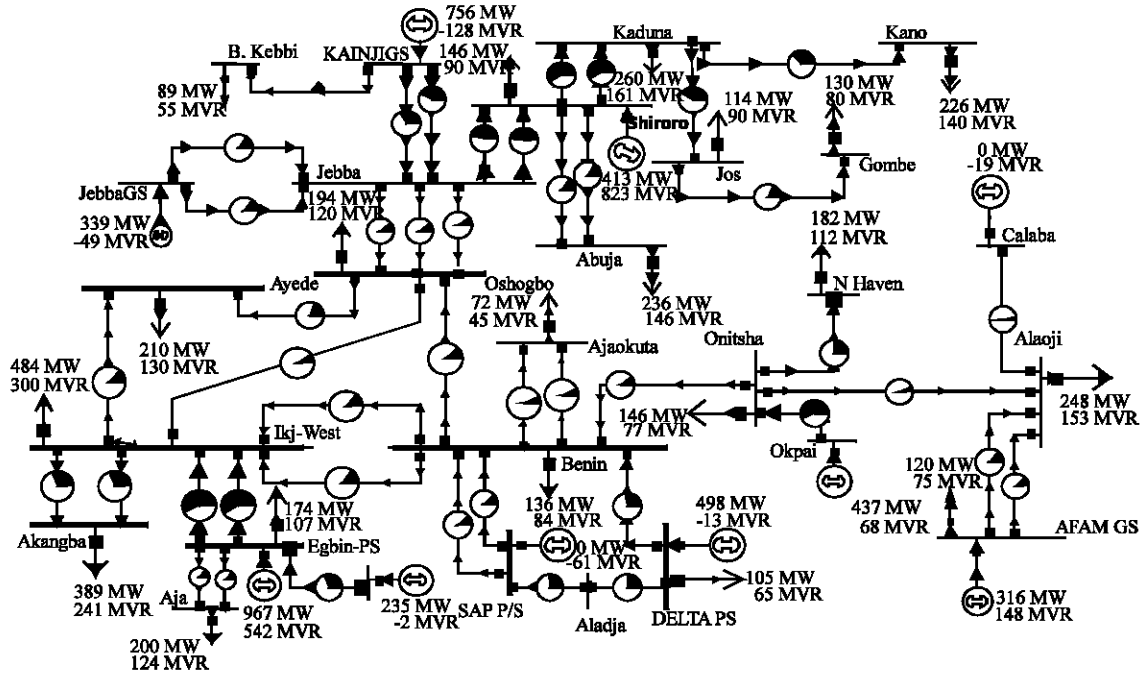 756 MW
-128 MVR
Kaduna
Kano
B. Kebbi
KAINJIGS
146 MW
90 MVR
89 MW
55 MVR
260 MW
161 MVR
130 MW
80 MVR
114 MW
90 MVR
226 MW
140 MVR
Shiroro
0 MW
-19 MVR
Jebba
Jos
Gombe
JebbaGS
413 MW
823 MVR
194 MW
120 MVR
339 MW
-49 MVR
182 MW
112 MVR
Calaba
Abuja
Ayede
Oshogbo
N Haven
72 MW
45 MVR
236 MW
146 MVR
210 MW
130 MVR
Onitsha
Alaoji
Ajaokuta
484 MW
300 MVR
248 MW
153 MVR
146 MW
77 MVR
Ikj-West
Benin
Okpai
120 MW
75 MVR
174 MW
107 MVR
136 MW
84 MVR
498 MW
-13 MVR
437 MW
68 MVR
Akangba
Egbin-PS
0 MW
-61 MVR
AFAM GS
389 MW
241 MVR
Aja
967 MW
542 MVR
235 MW
-2 MVR
SAP P/S
Aladja
DELTA PS
105 MW
65 MVR
316 MW
148 MVR
200 MW
124 MVR